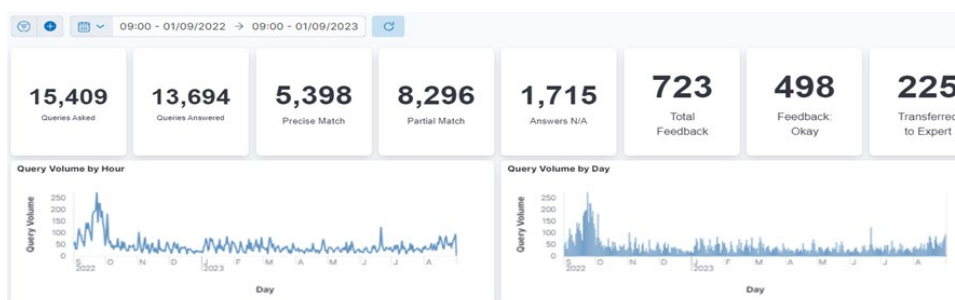 09:00 - 01/09/2022 → 09:00 - 01/09/2023
15,409
Queries Asked
13,694
Queries Answered
5,398
Precise Match
8,296
Partial Match
1,715
Answers N/A
723
Total
Feedback
498
Feedback:
Okay
225
Transferred
to Expert
Query Volume by Hour
Query Volume
250
200
150
100
50
0
S O N D J F M A M J J A
2022 2023
Day
Query Volume by Day
Query Volume
250
200
150
100
50
0
S O N D J F M A M J J A
2022 2023
Day